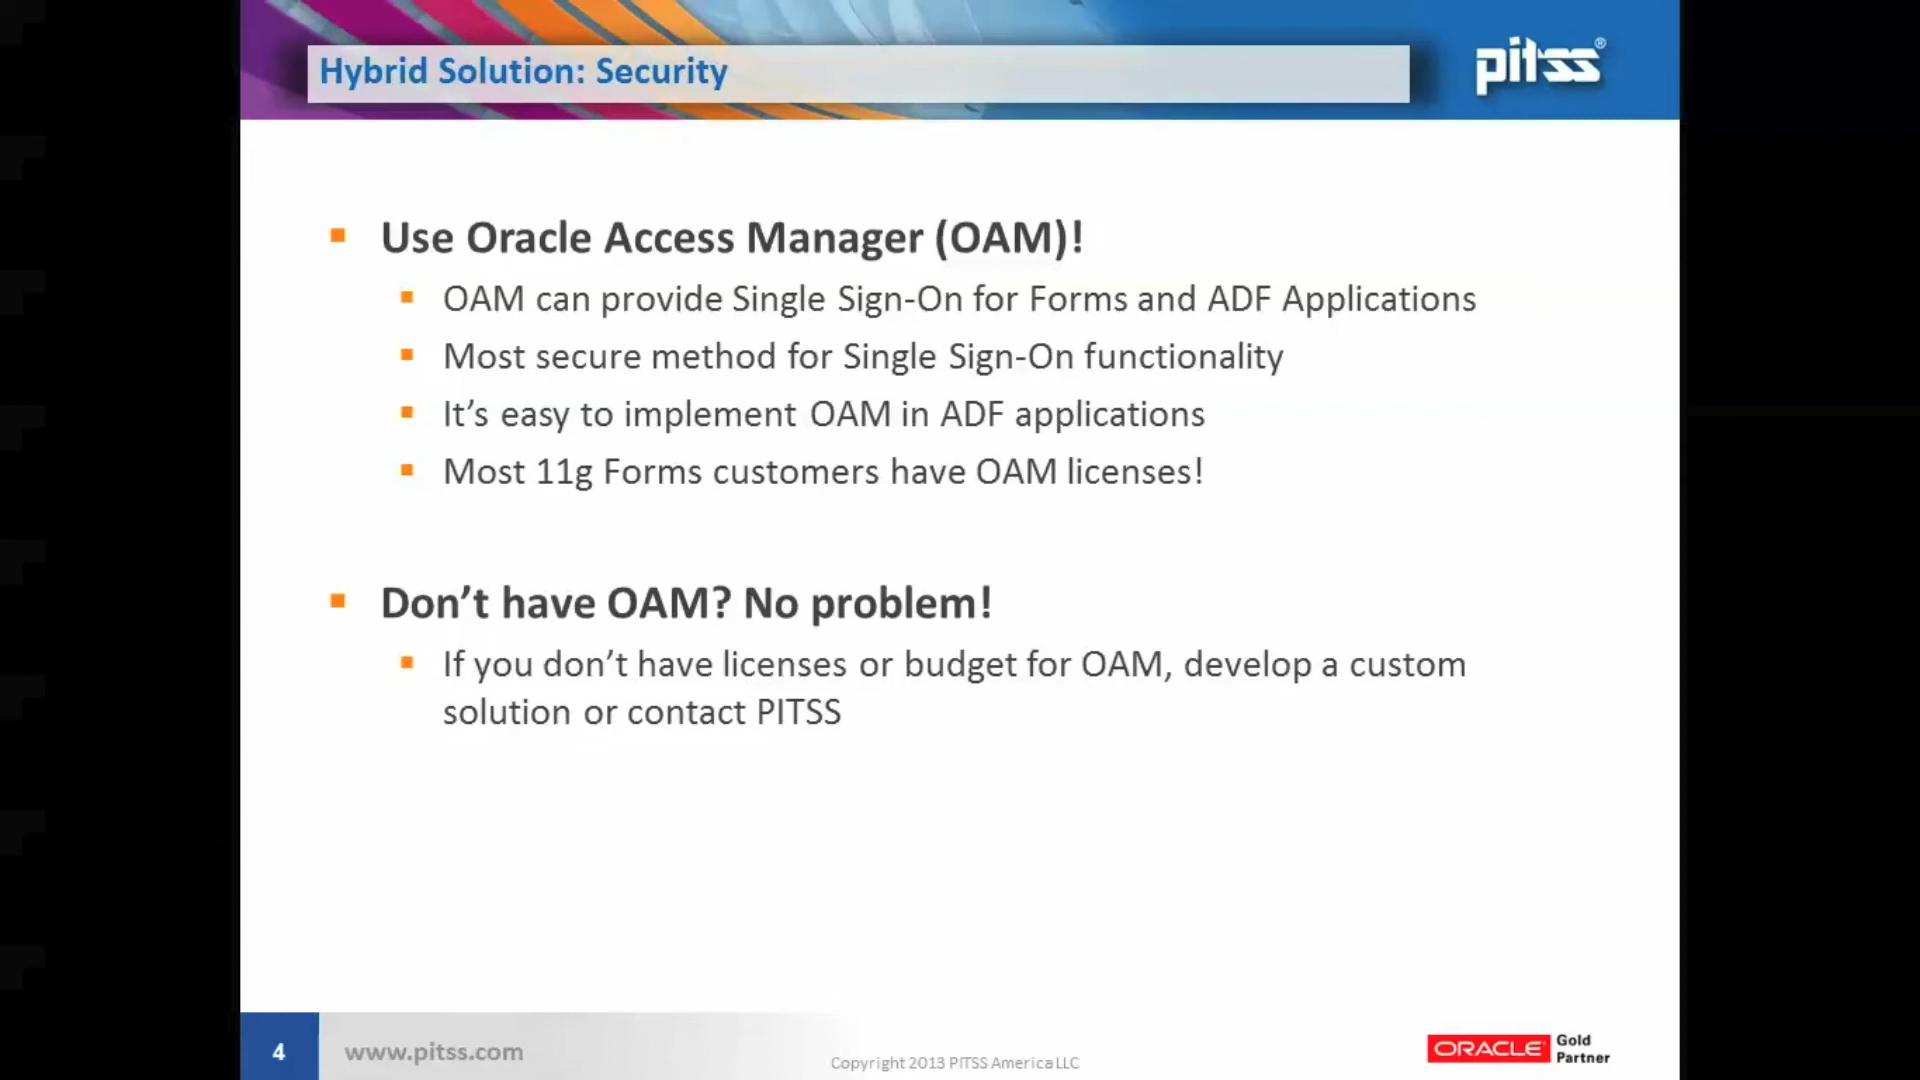 Hybrid Solution: Security
pitss®
Use Oracle Access Manager (OAM)!
OAM can provide Single Sign-On for Forms and ADF Applications
Most secure method for Single Sign-On functionality
It’s easy to implement OAM in ADF applications
Most 11g Forms customers have OAM licenses!
Don’t have OAM? No problem!
If you don’t have licenses or budget for OAM, develop a custom
solution or contact PITSS
4
www.pitss.com
Copyright 2013 PITSS America LLC
ORACLE Gold
Partner